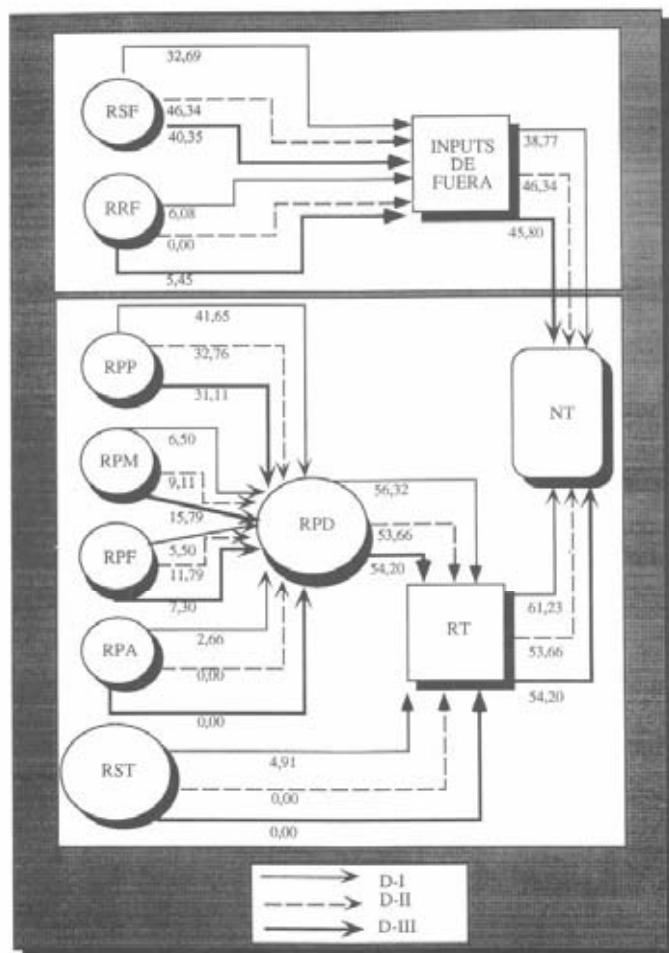 32,69
RSF
46,34
40,35
INPUTS
DE
FUERA
38,77
46,34
45,80
RRF
6,08
0,00
5,45
41,65
RPP
32,76
31,11
NT
RPM
6,50
9,11
15,79
RPD
56,32
53,66
54,20
RPF
5,50
11,79
7,30
RT
61,23
53,66
54,20
RPA
2,66
0,00
0,00
RST
4,91
0,00
0,00
D-I
D-II
D-III